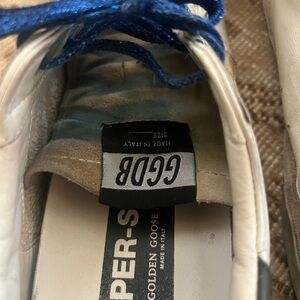 GGDB
MADE IN ITALY
SIZE
PER-S
GOLDEN GOOSE
MADE IN ITALY